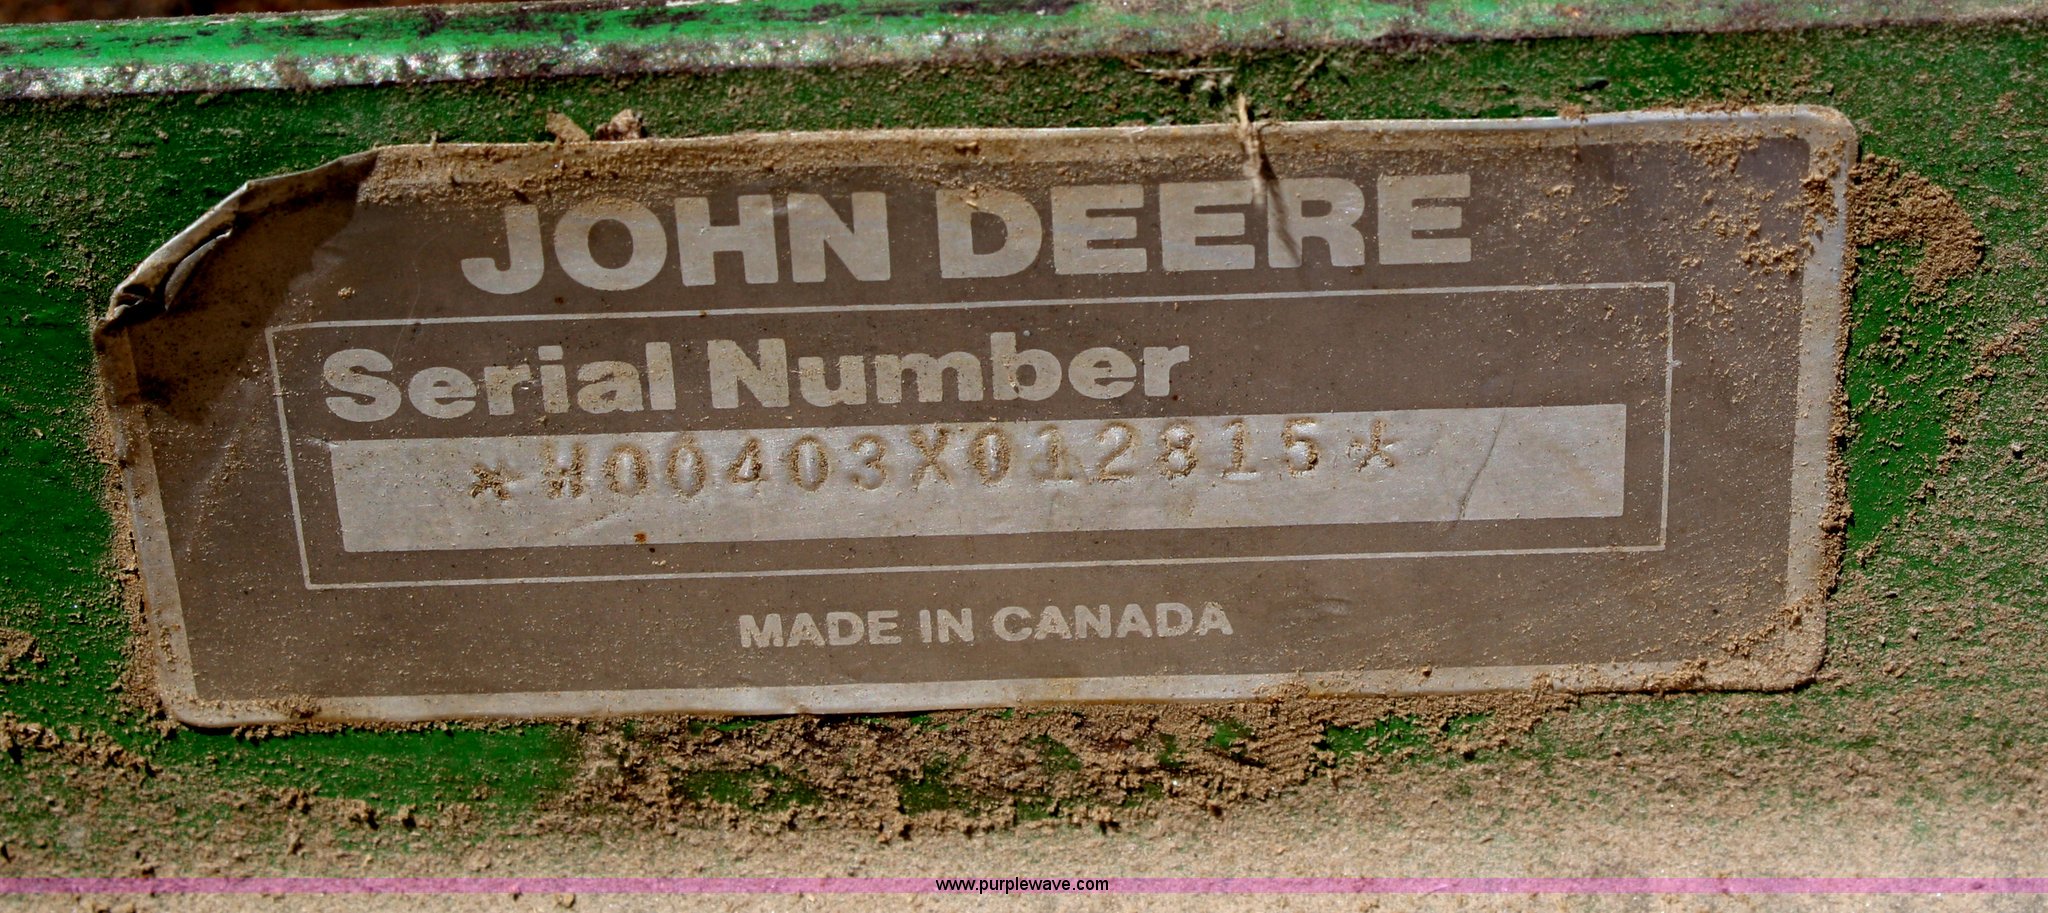 JOHN DEERE
Serial Number
*W00403X012815*
MADE IN CANADA
www.purplewave.com